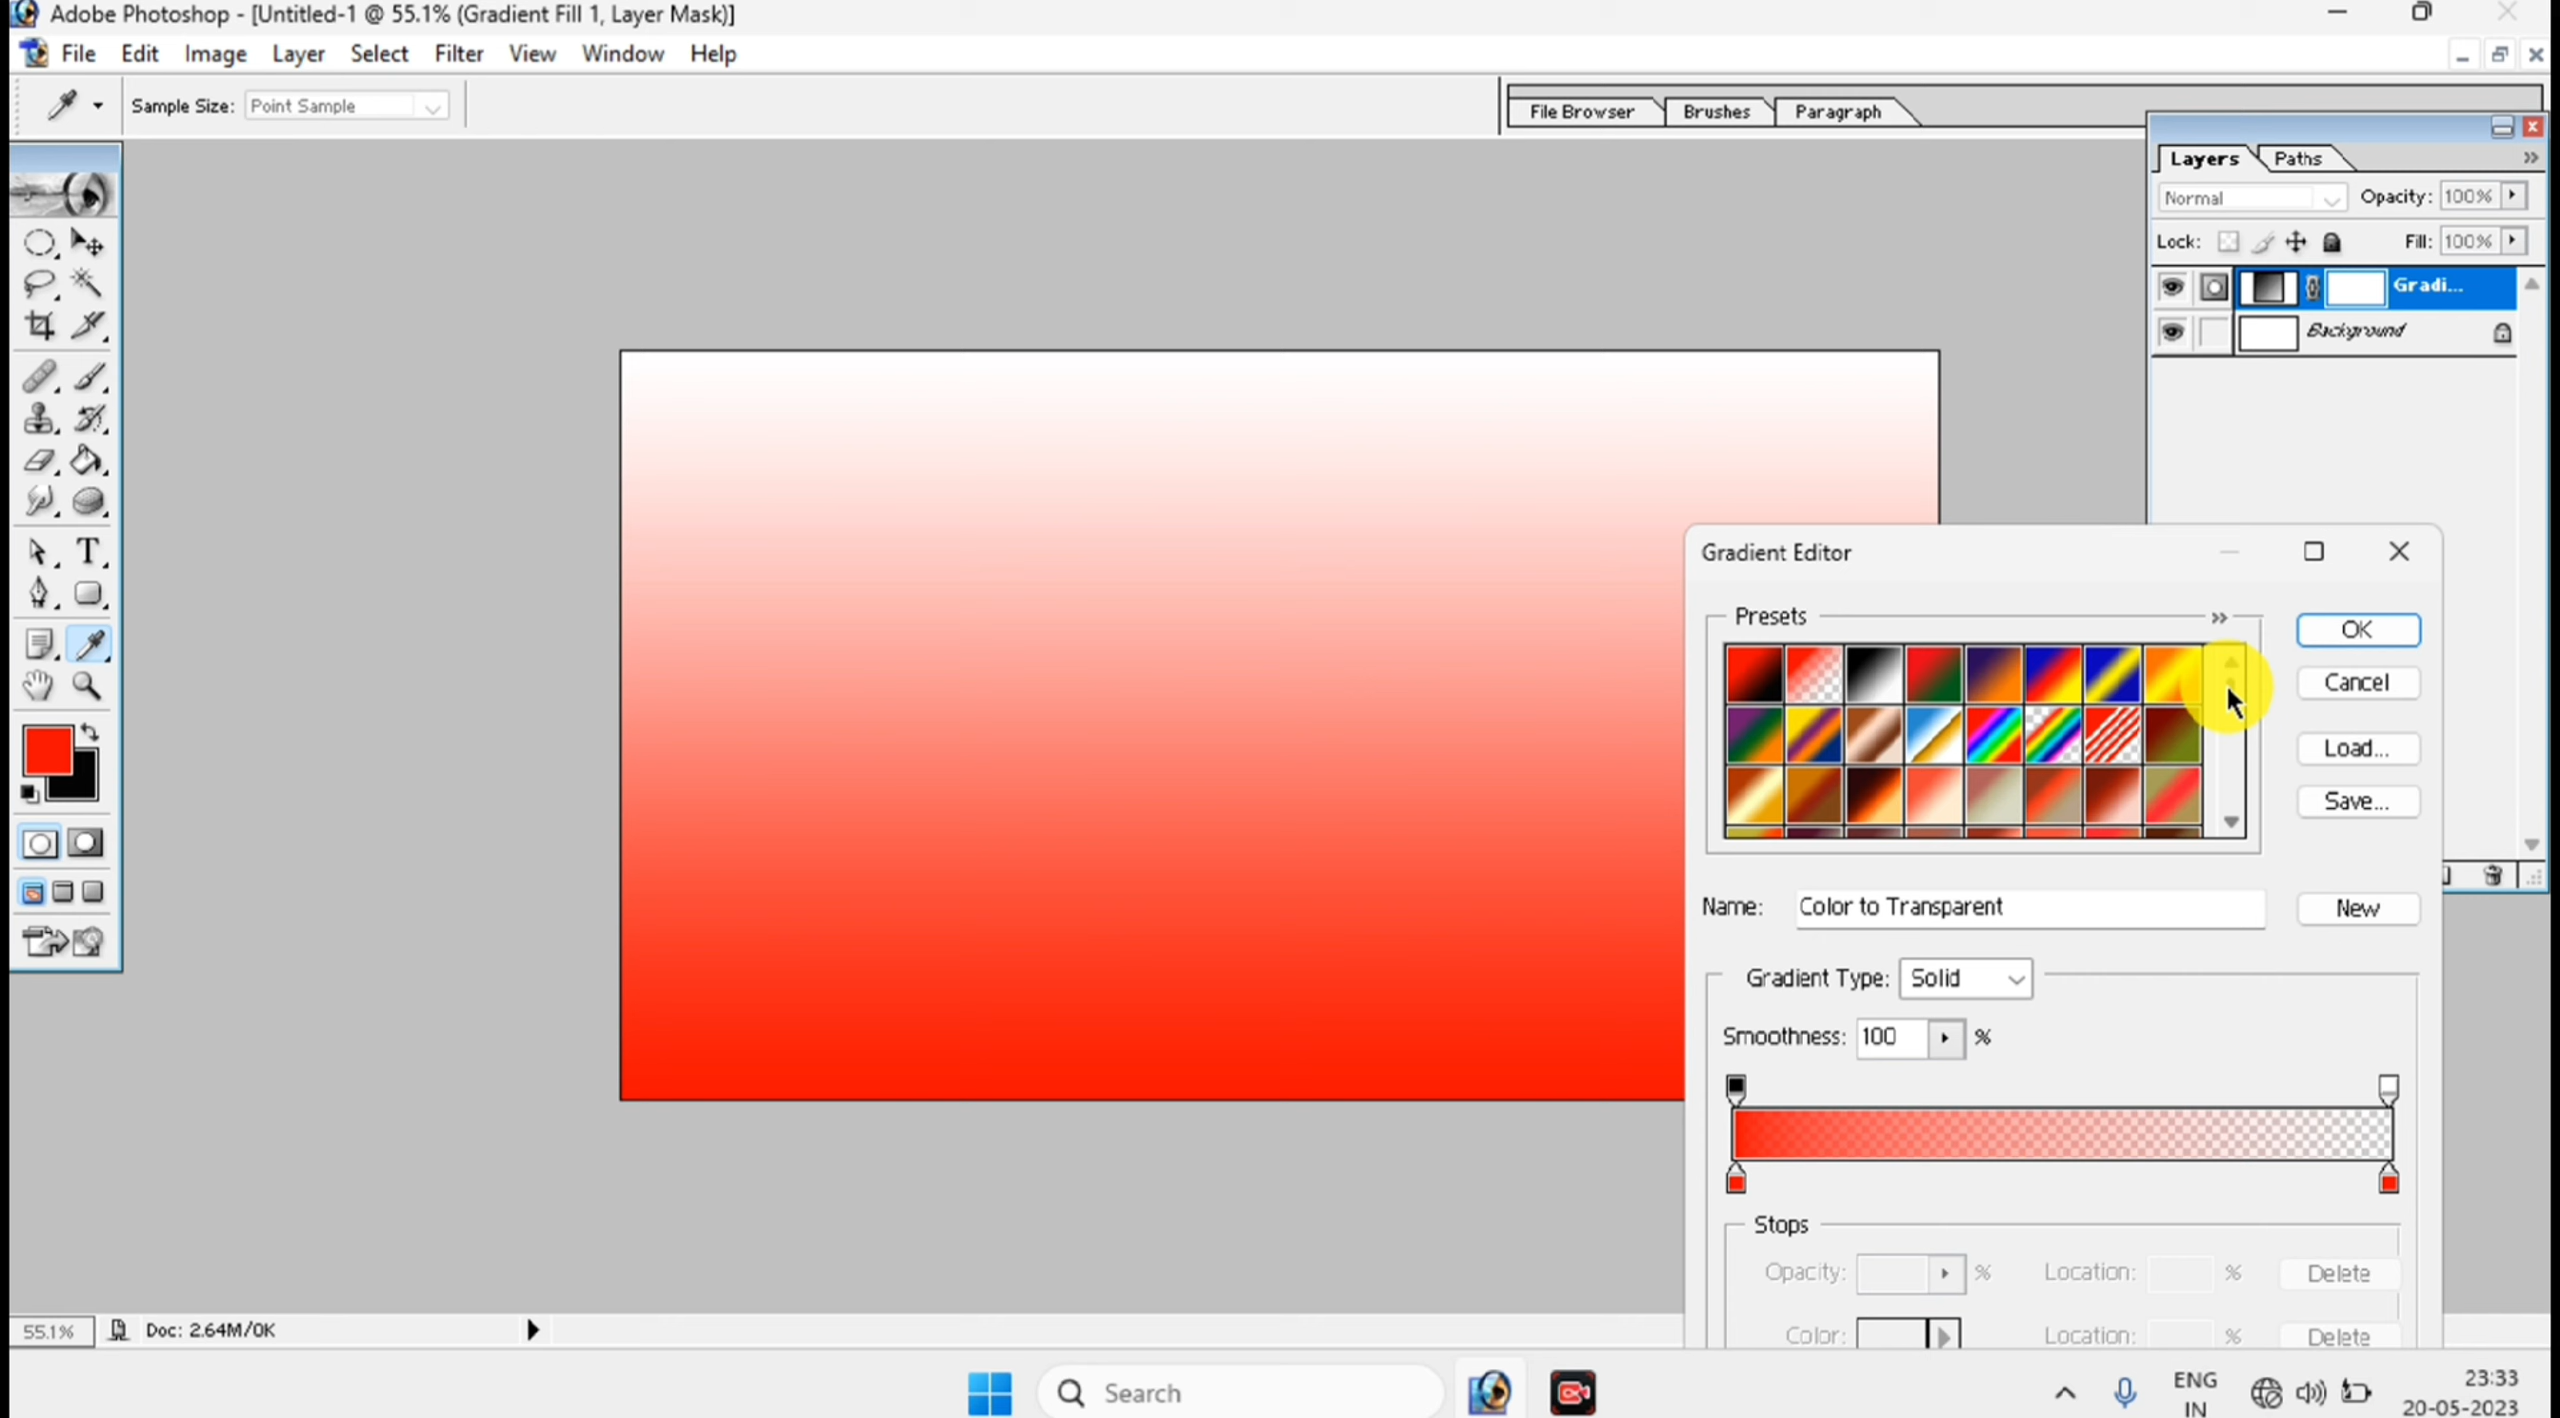 Adobe Photoshop - [Untitled-1 @ 55.1% (Gradient Fill 1, Layer Mask)]
File Edit Image Layer Select Filter View Window Help
Sample Size: Point Sample
File Browser Brushes Paragraph
Layers Paths
Normal Opacity: 100%
Lock: Fill: 100%
Gradi...
Background
T
Gradient Editor
Presets
OK
Cancel
Load...
Save...
Name: Color to Transparent New
Gradient Type: Solid
Smoothness: 100 %
Stops
Opacity: % Location: % Delete
Color: Location: % Delete
55.1% Doc: 2.64M/0K
Search
ENG
IN
23:33
20-05-2023